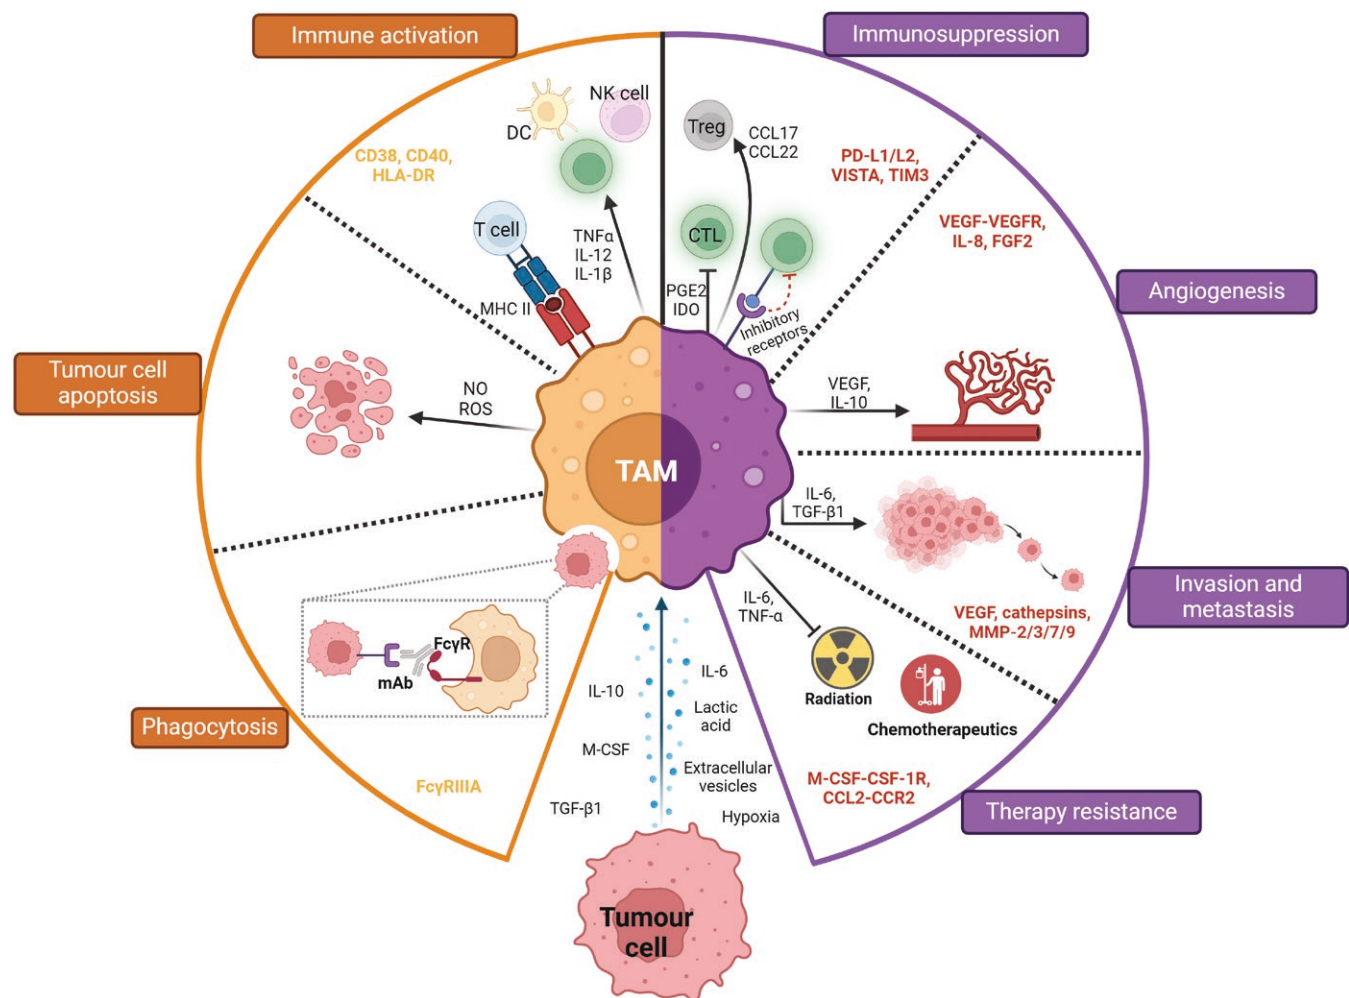 Immune activation
Immunosuppression
DC
NK cell
CD38, CD40,
HLA-DR
T cell
MHC II
TNFα
IL-12
IL-1β
Treg
CCL17
CCL22
PD-L1/L2,
VISTA, TIM3
CTL
PGE2
IDO
Inhibitory
receptors
VEGF-VEGFR,
IL-8, FGF2
Angiogenesis
VEGF,
IL-10
Tumour cell
apoptosis
NO
ROS
TAM
IL-6,
TGF-β1
Invasion and
metastasis
VEGF, cathepsins,
MMP-2/3/7/9
IL-6,
TNF-α
Radiation
Chemotherapeutics
M-CSF-CSF-1R,
CCL2-CCR2
Therapy resistance
FcγR
mAb
Phagocytosis
FcγRIIIA
IL-10
M-CSF
TGF-β1
IL-6
Lactic
acid
Extracellular
vesicles
Hypoxia
Tumour
cell